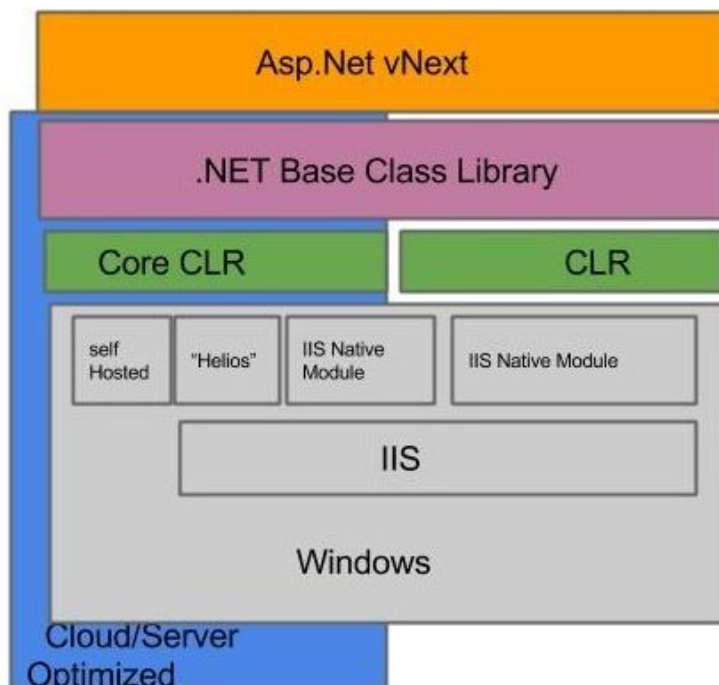 Asp.Net vNext
.NET Base Class Library
Core CLR
CLR
self
Hosted
"Helios"
IIS Native
Module
IIS Native Module
IIS
Windows
Cloud/Server
Optimized